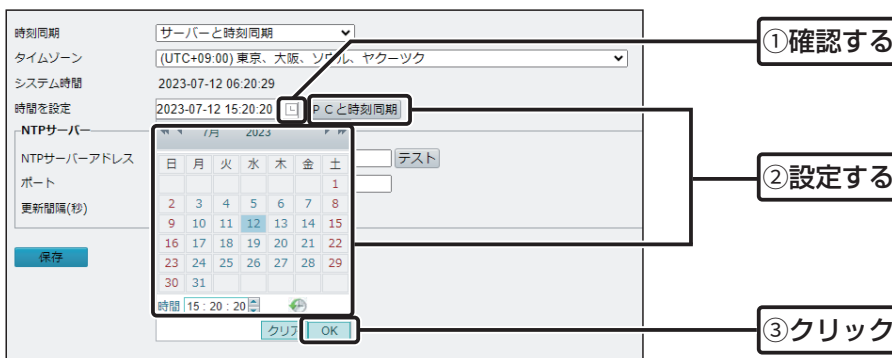 時刻同期 サーバーと時刻同期
①確認する
タイムゾーン (UTC+09:00) 東京、大阪、ソウル、ヤクーツク
システム時間 2023-07-12 06:20:29
時間を設定 2023-07-12 15:20:20 PCと時刻同期
NTPサーバー
7月 2023
NTPサーバーアドレス テスト
日 月 火 水 木 金 土
②設定する
ポート
1
更新間隔(秒)
2 3 4 5 6 7 8
9 10 11 12 13 14 15
16 17 18 19 20 21 22
保存
23 24 25 26 27 28 29
30 31
時間 15 : 20 : 20
クリア OK
③クリック